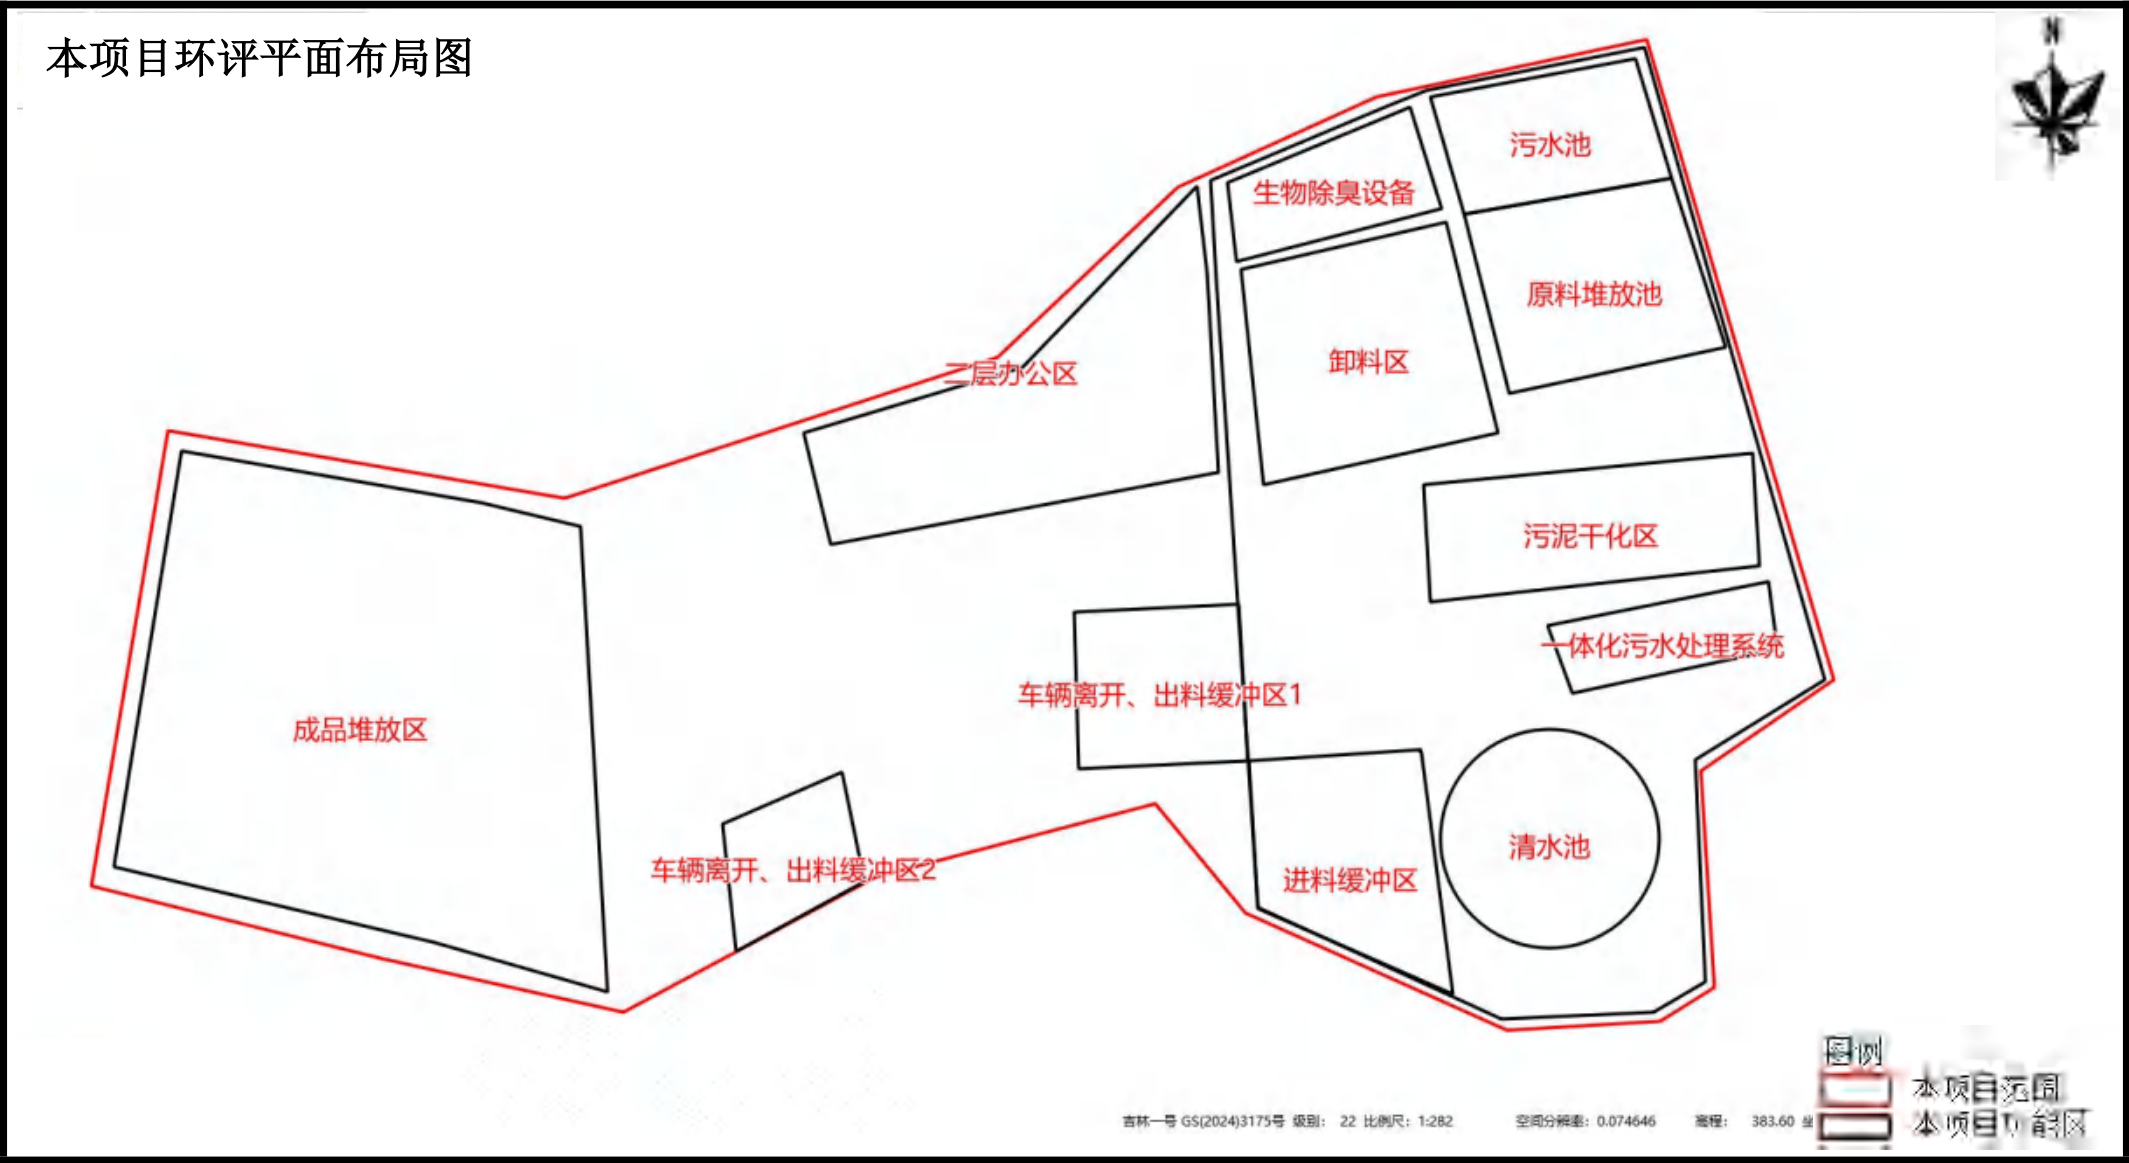 本项目环评平面布局图
N
污水池
生物除臭设备
原料堆放池
卸料区
二层办公区
污泥干化区
一体化污水处理系统
车辆离开、出料缓冲区1
成品堆放区
清水池
车辆离开、出料缓冲区2
进料缓冲区
图例
本项目范围
本项目功能区
吉林一号 GS(2024)3175号 级别： 22 比例尺：1:282 空间分辨率：0.074646 高程： 383.60